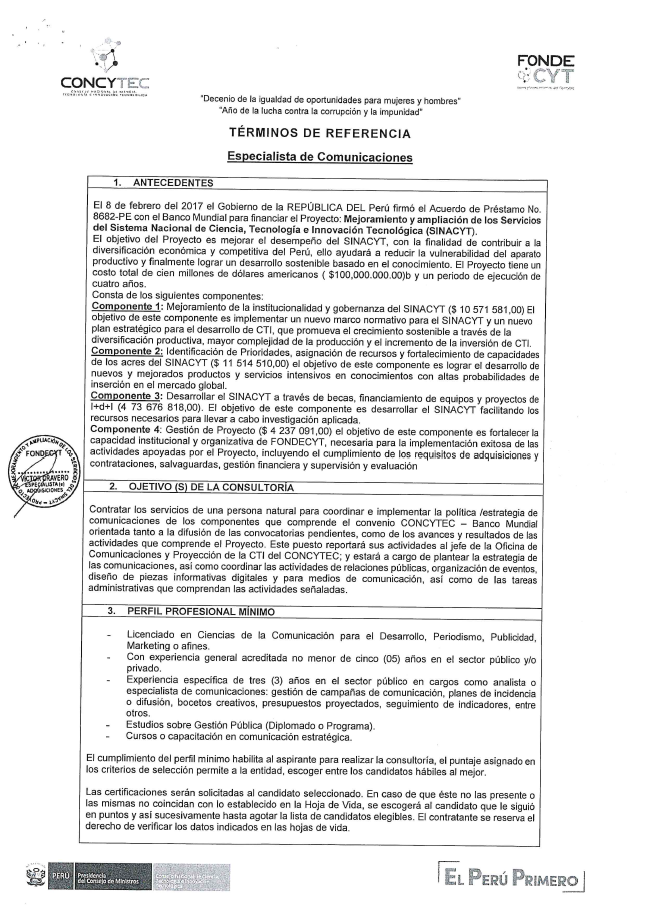 CONCYTEC
FONDE
CYT
"Decenio de la igualdad de oportunidades para mujeres y hombres"
"Año de la lucha contra la corrupción y la impunidad"
TÉRMINOS DE REFERENCIA
Especialista de Comunicaciones
1. ANTECEDENTES
El 8 de febrero del 2017 el Gobierno de la REPÚBLICA DEL Perú firmó el Acuerdo de Préstamo No.
8682-PE con el Banco Mundial para financiar el Proyecto: Mejoramiento y ampliación de los Servicios
del Sistema Nacional de Ciencia, Tecnología e Innovación Tecnológica (SINACYT).
El objetivo del Proyecto es mejorar el desempeño del SINACYT, con la finalidad de contribuir a la
diversificación económica y competitiva del Perú, ello ayudará a reducir la vulnerabilidad del aparato
productivo y finalmente lograr un desarrollo sostenible basado en el conocimiento. El Proyecto tiene un
costo total de cien millones de dólares americanos ( $100,000.000.00)b y un periodo de ejecución de
cuatro años.
Consta de los siguientes componentes:
Componente 1: Mejoramiento de la institucionalidad y gobernanza del SINACYT ($ 10 571 581,00) El
objetivo de este componente es implementar un nuevo marco normativo para el SINACYT y un nuevo
plan estratégico para el desarrollo de CTI, que promueva el crecimiento sostenible a través de la
diversificación productiva, mayor complejidad de la producción y el incremento de la inversión de CTI.
Componente 2: Identificación de Prioridades, asignación de recursos y fortalecimiento de capacidades
de los acres del SINACYT ($ 11 514 510,00) el objetivo de este componente es lograr el desarrollo de
nuevos y mejorados productos y servicios intensivos en conocimientos con altas probabilidades de
inserción en el mercado global.
Componente 3: Desarrollar el SINACYT a través de becas, financiamiento de equipos y proyectos de
I+d+I (4 73 676 818,00). El objetivo de este componente es desarrollar el SINACYT facilitando los
recursos necesarios para llevar a cabo investigación aplicada.
Componente 4: Gestión de Proyecto ($ 4 237 091,00) el objetivo de este componente es fortalecer la
capacidad institucional y organizativa de FONDECYT, necesaria para la implementación exitosa de las
actividades apoyadas por el Proyecto, incluyendo el cumplimiento de los requisitos de adquisiciones y
contrataciones, salvaguardas, gestión financiera y supervisión y evaluación
FONDECYT
VICTOR DRAVERO
ESPECIALISTA (e)
ADQUISICIONES
2. OJETIVO (S) DE LA CONSULTORÍA
Contratar los servicios de una persona natural para coordinar e implementar la política /estrategia de
comunicaciones de los componentes que comprende el convenio CONCYTEC – Banco Mundial
orientada tanto a la difusión de las convocatorias pendientes, como de los avances y resultados de las
actividades que comprende el Proyecto. Este puesto reportará sus actividades al jefe de la Oficina de
Comunicaciones y Proyección de la CTI del CONCYTEC; y estará a cargo de plantear la estrategia de
las comunicaciones, así como coordinar las actividades de relaciones públicas, organización de eventos,
diseño de piezas informativas digitales y para medios de comunicación, así como de las tareas
administrativas que comprendan las actividades señaladas.
3. PERFIL PROFESIONAL MÍNIMO
- Licenciado en Ciencias de la Comunicación para el Desarrollo, Periodismo, Publicidad,
Marketing o afines.
- Con experiencia general acreditada no menor de cinco (05) años en el sector público y/o
privado.
- Experiencia específica de tres (3) años en el sector público en cargos como analista o
especialista de comunicaciones: gestión de campañas de comunicación, planes de incidencia
o difusión, bocetos creativos, presupuestos proyectados, seguimiento de indicadores, entre
otros.
- Estudios sobre Gestión Pública (Diplomado o Programa).
- Cursos o capacitación en comunicación estratégica.
El cumplimiento del perfil mínimo habilita al aspirante para realizar la consultoría, el puntaje asignado en
los criterios de selección permite a la entidad, escoger entre los candidatos hábiles al mejor.
Las certificaciones serán solicitadas al candidato seleccionado. En caso de que éste no las presente o
las mismas no coincidan con lo establecido en la Hoja de Vida, se escogerá al candidato que le siguió
en puntos y así sucesivamente hasta agotar la lista de candidatos elegibles. El contratante se reserva el
derecho de verificar los datos indicados en las hojas de vida.
PERÚ
Presidencia
del Consejo de Ministros
EL PERÚ PRIMERO